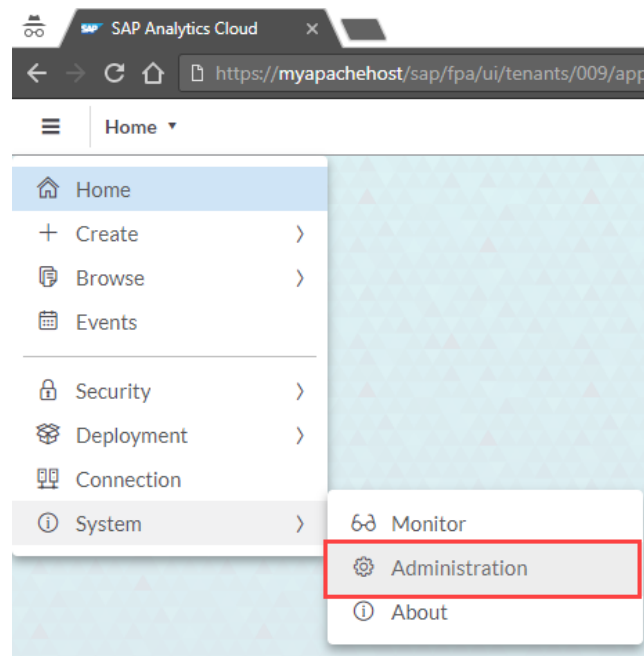 SAP SAP Analytics Cloud
https://myapachehost/sap/fpa/ui/tenants/009/app
Home
Home
Create
Browse
Events
Security
Deployment
Connection
System
Monitor
Administration
About